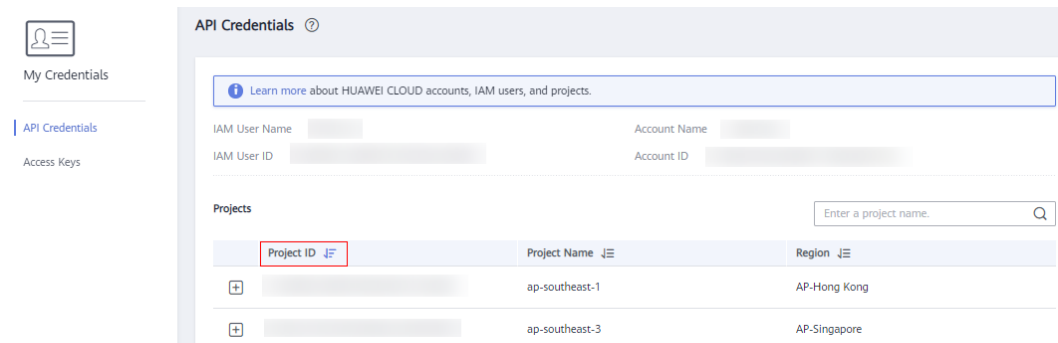 API Credentials
My Credentials
Learn more about HUAWEI CLOUD accounts, IAM users, and projects.
API Credentials
IAM User Name
Account Name
Access Keys
IAM User ID
Account ID
Projects
Enter a project name.
Project ID
Project Name
Region
ap-southeast-1
AP-Hong Kong
ap-southeast-3
AP-Singapore